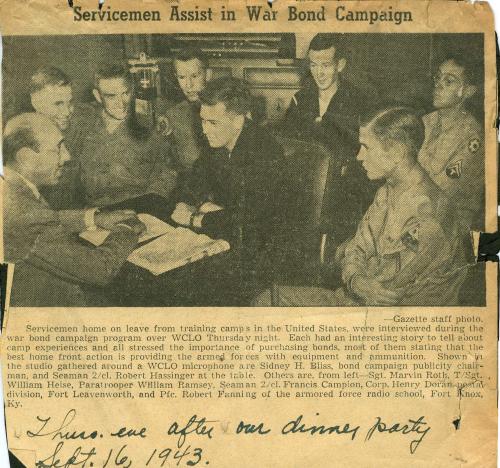 Servicemen Assist in War Bond Campaign
—Gazette staff photo.
Servicemen home on leave from training camps in the United States, were interviewed during the
war bond campaign program over WCLO Thursday night. Each had an interesting story to tell about
camp experiences and all stressed the importance of purchasing bonds, most of them stating that the
best home front action is providing the armed forces with equipment and ammunition. Shown in
the studio gathered around a WCLO microphone are Sidney H. Bliss, bond campaign publicity chair-
man, and Seaman 2/cl. Robert Hassinger at the table. Others are, from left—Sgt. Marvin Roth, T/Sgt.
William Heise, Paratrooper William Ramsey, Seaman 2/cl. Francis Campion, Corp. Henry Doran,
division, Fort Leavenworth, and Pfc. Robert Fanning of the armored force radio school, Fort Knox,
Ky.
Thurs. eve after our dinner party
Sept. 16, 1943.